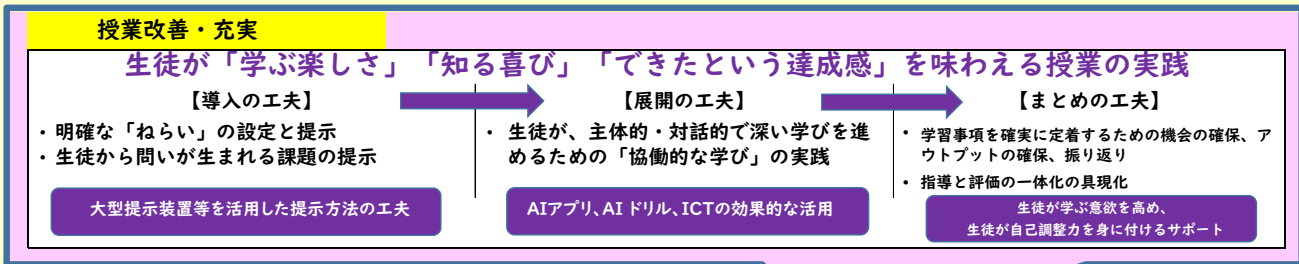 授業改善・充実
生徒が「学ぶ楽しさ」「知る喜び」「できたという達成感」を味わえる授業の実践
【導入の工夫】
・明確な「ねらい」の設定と提示
・生徒から問いが生まれる課題の提示
大型提示装置等を活用した提示方法の工夫
【展開の工夫】
・生徒が、主体的・対話的で深い学びを進
めるための「協働的な学び」の実践
AIアプリ、AIドリル、ICTの効果的な活用
【まとめの工夫】
・学習事項を確実に定着するための機会の確保、ア
ウトプットの確保、振り返り
・指導と評価の一体化の具現化
生徒が学ぶ意欲を高め、
生徒が自己調整力を身に付けるサポート